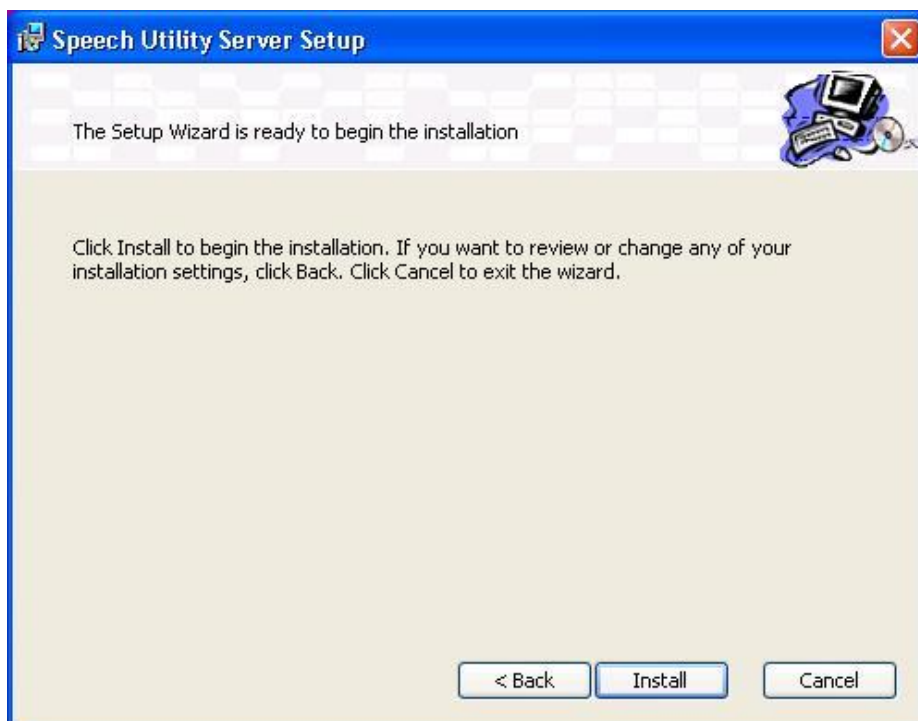 Speech Utility Server Setup
The Setup Wizard is ready to begin the installation
Click Install to begin the installation. If you want to review or change any of your
installation settings, click Back. Click Cancel to exit the wizard.
< Back Install Cancel